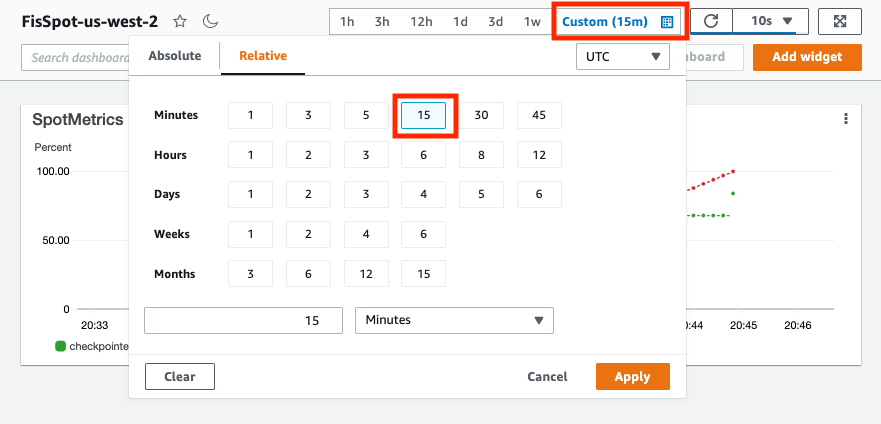 FisSpot-us-west-2 1h 3h 12h 1d 3d 1w Custom (15m) 10s
Search dashboard Add widget
Absolute Relative UTC
SpotMetrics
Percent
100.00
50.00
0
20:33 :44 20:45 20:46
checkpointe
Minutes 1 3 5 15 30 45
Hours 1 2 3 6 8 12
Days 1 2 3 4 5 6
Weeks 1 2 4 6
Months 3 6 12 15
15 Minutes
Clear Cancel Apply